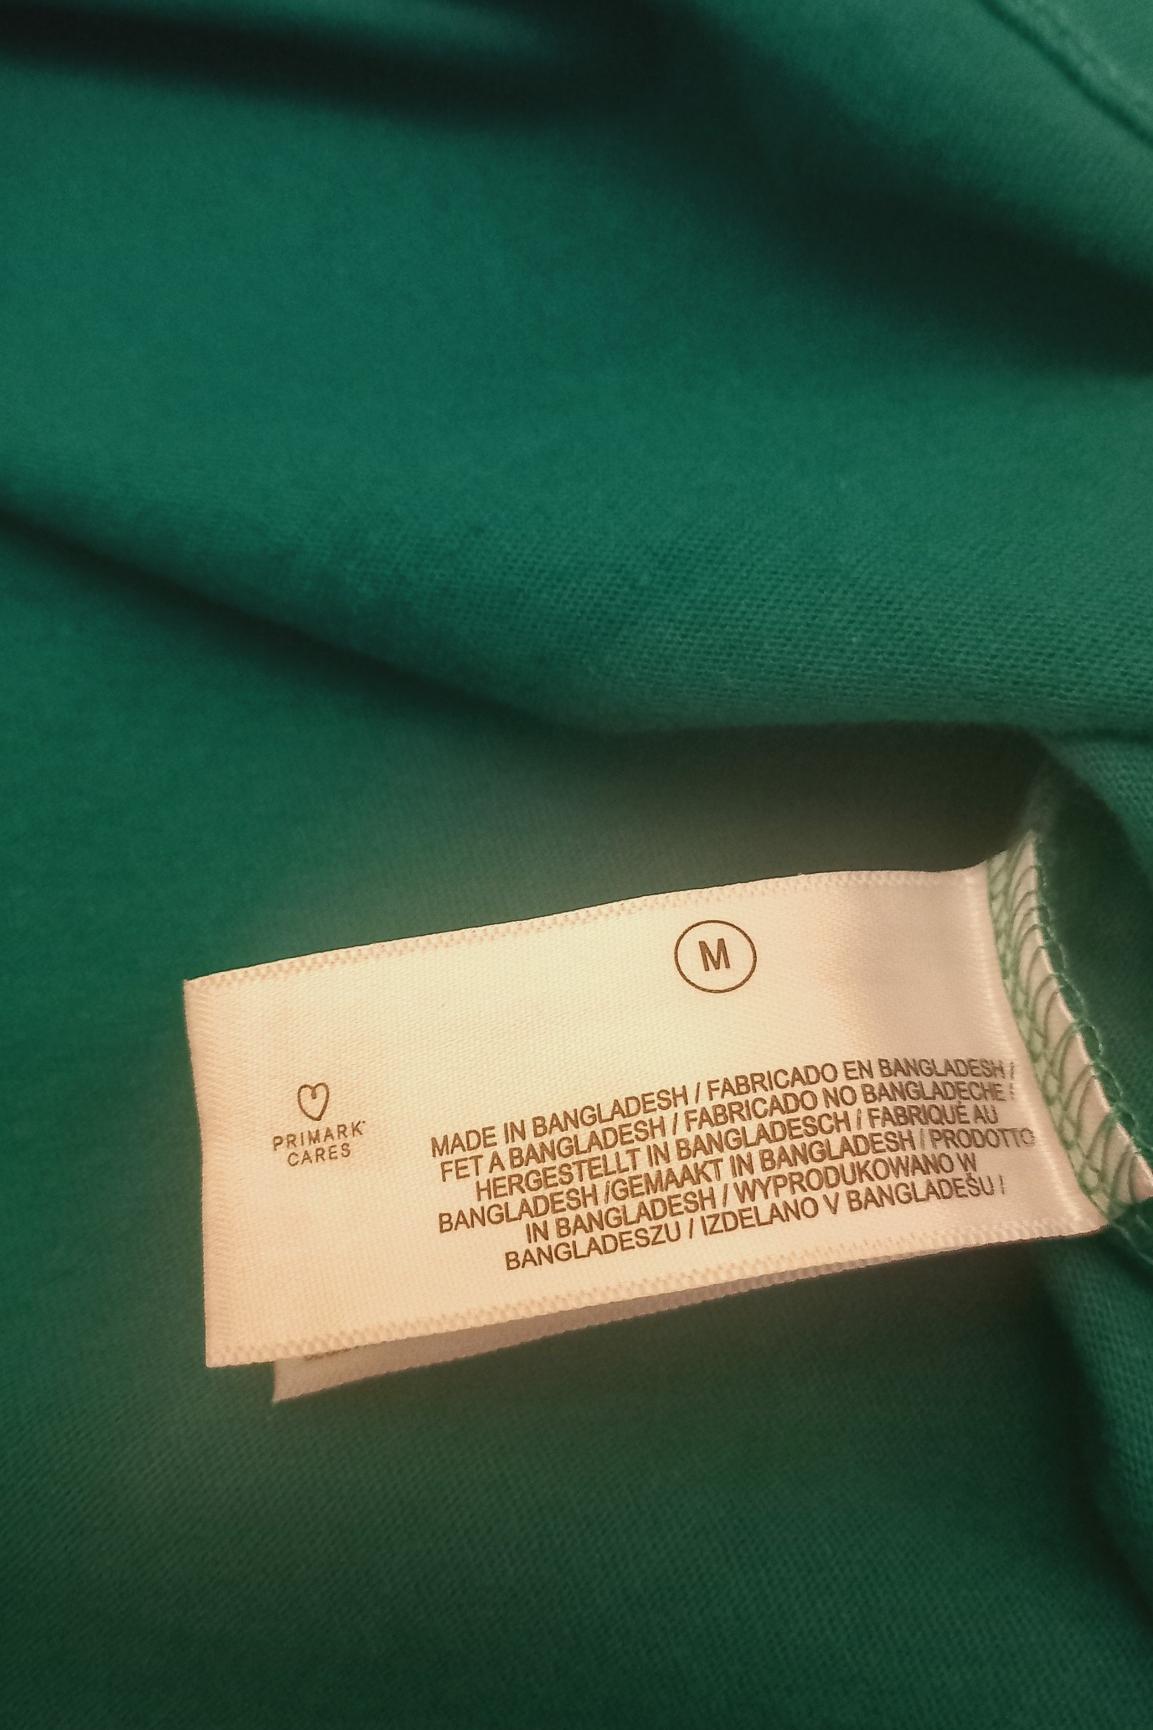 M
PRIMARK
CARES
MADE IN BANGLADESH / FABRICADO EN BANGLADESH /
FET A BANGLADESH / FABRICADO NO BANGLADECHE /
HERGESTELLT IN BANGLADESCH / FABRIQUÉ AU
BANGLADESH /GEMAAKT IN BANGLADESH / PRODOTTO
IN BANGLADESH / WYPRODUKOWANO W
BANGLADESZU / IZDELANO V BANGLADEŠU /